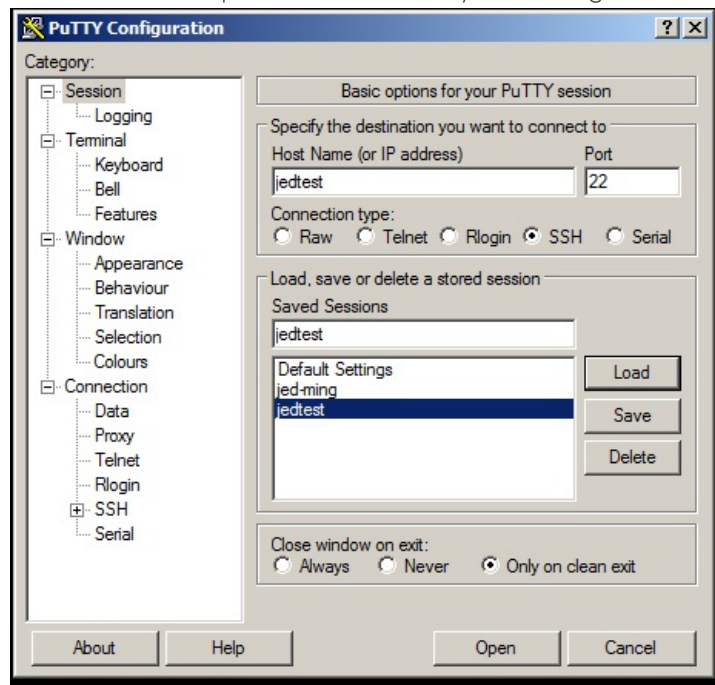 PuTTY Configuration
Category:
Session
Logging
Terminal
Keyboard
Bell
Features
Window
Appearance
Behaviour
Translation
Selection
Colours
Connection
Data
Proxy
Telnet
Rlogin
SSH
Serial
Basic options for your PuTTY session
Specify the destination you want to connect to
Host Name (or IP address) Port
jedtest 22
Connection type:
Raw Telnet Rlogin SSH Serial
Load, save or delete a stored session
Saved Sessions
jedtest
Default Settings
jed-ming
jedtest
Load
Save
Delete
Close window on exit:
Always Never Only on clean exit
About Help Open Cancel